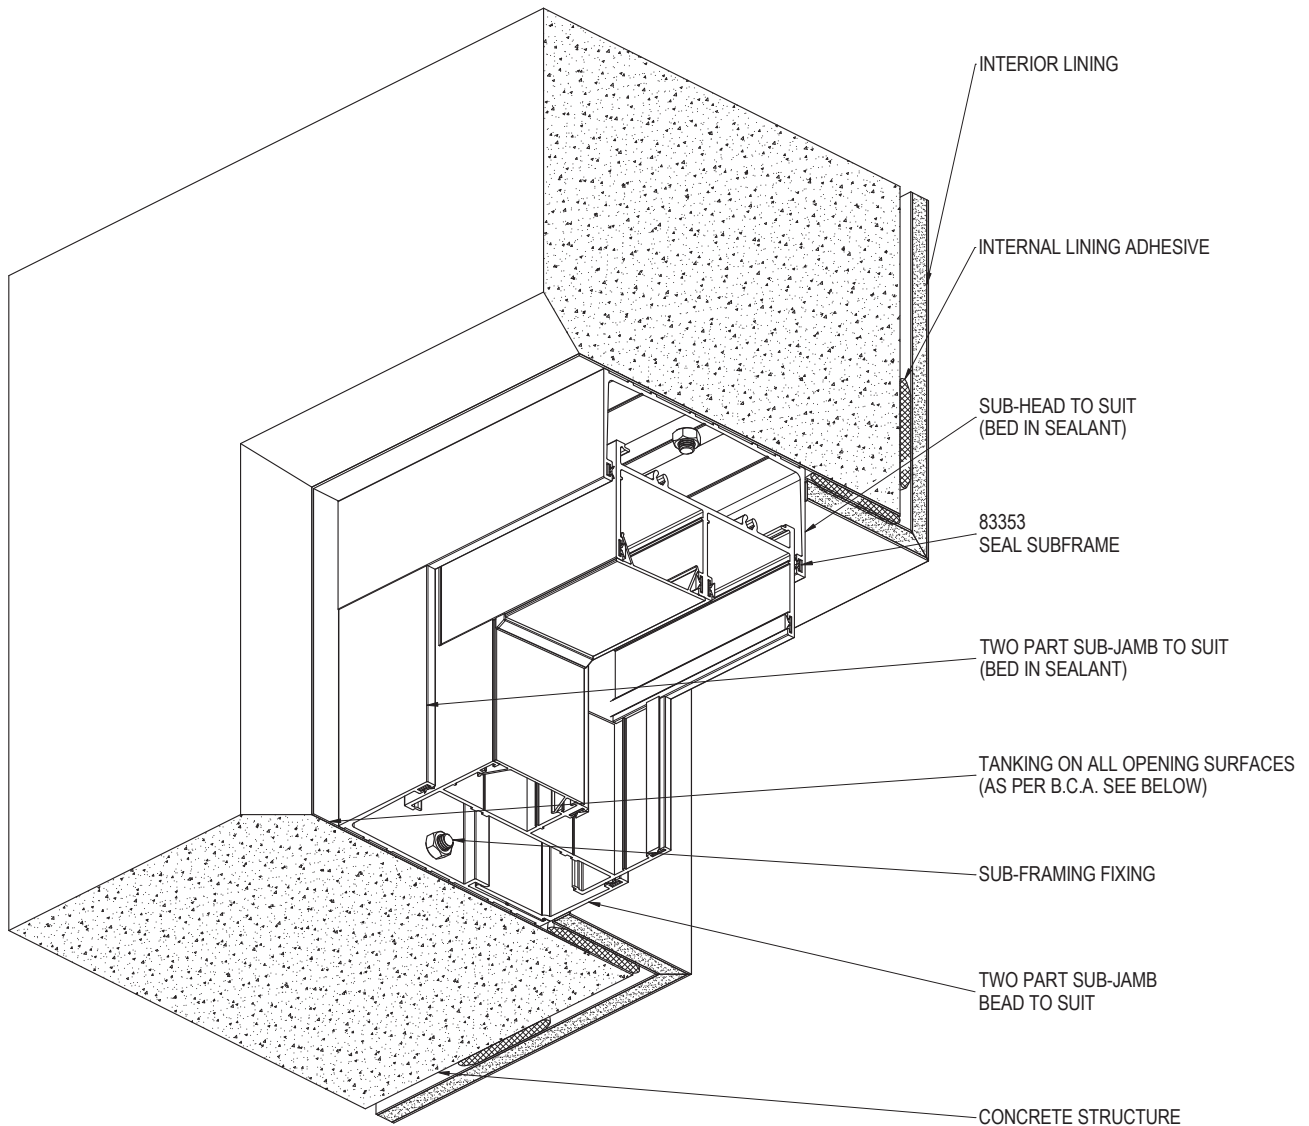 INTERIOR LINING
INTERNAL LINING ADHESIVE
SUB-HEAD TO SUIT
(BED IN SEALANT)
83353
SEAL SUBFRAME
TWO PART SUB-JAMB TO SUIT
(BED IN SEALANT)
TANKING ON ALL OPENING SURFACES
(AS PER B.C.A. SEE BELOW)
SUB-FRAMING FIXING
TWO PART SUB-JAMB
BEAD TO SUIT
CONCRETE STRUCTURE